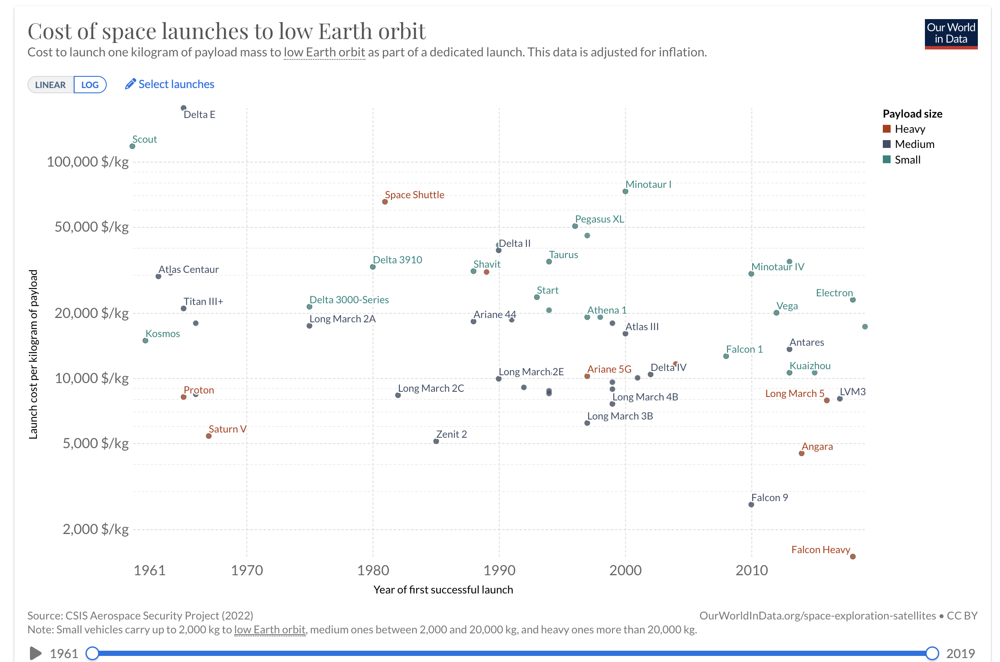 Cost of space launches to low Earth orbit
Cost to launch one kilogram of payload mass to low Earth orbit as part of a dedicated launch. This data is adjusted for inflation.
Our World
in Data
LINEAR
LOG
Select launches
Payload size
Heavy
Medium
Small
Launch cost per kilogram of payload
100,000 $/kg
50,000 $/kg
20,000 $/kg
10,000 $/kg
5,000 $/kg
2,000 $/kg
Delta E
Scout
Minotaur I
Space Shuttle
Pegasus XL
Delta II
Taurus
Delta 3910
Shavit
Minotaur IV
Atlas Centaur
Start
Electron
Titan III+
Delta 3000-Series
Vega
Athena 1
Ariane 44
Long March 2A
Atlas III
Kosmos
Antares
Falcon 1
Kuaizhou
Delta IV
Ariane 5G
Long March 2E
Long March 2C
Proton
LVM3
Long March 5
Long March 4B
Long March 3B
Saturn V
Zenit 2
Angara
Falcon 9
Falcon Heavy
1961
1970
1980
1990
2000
2010
Year of first successful launch
Source: CSIS Aerospace Security Project (2022)
OurWorldInData.org/space-exploration-satellites • CC BY
Note: Small vehicles carry up to 2,000 kg to low Earth orbit, medium ones between 2,000 and 20,000 kg, and heavy ones more than 20,000 kg.
1961
2019